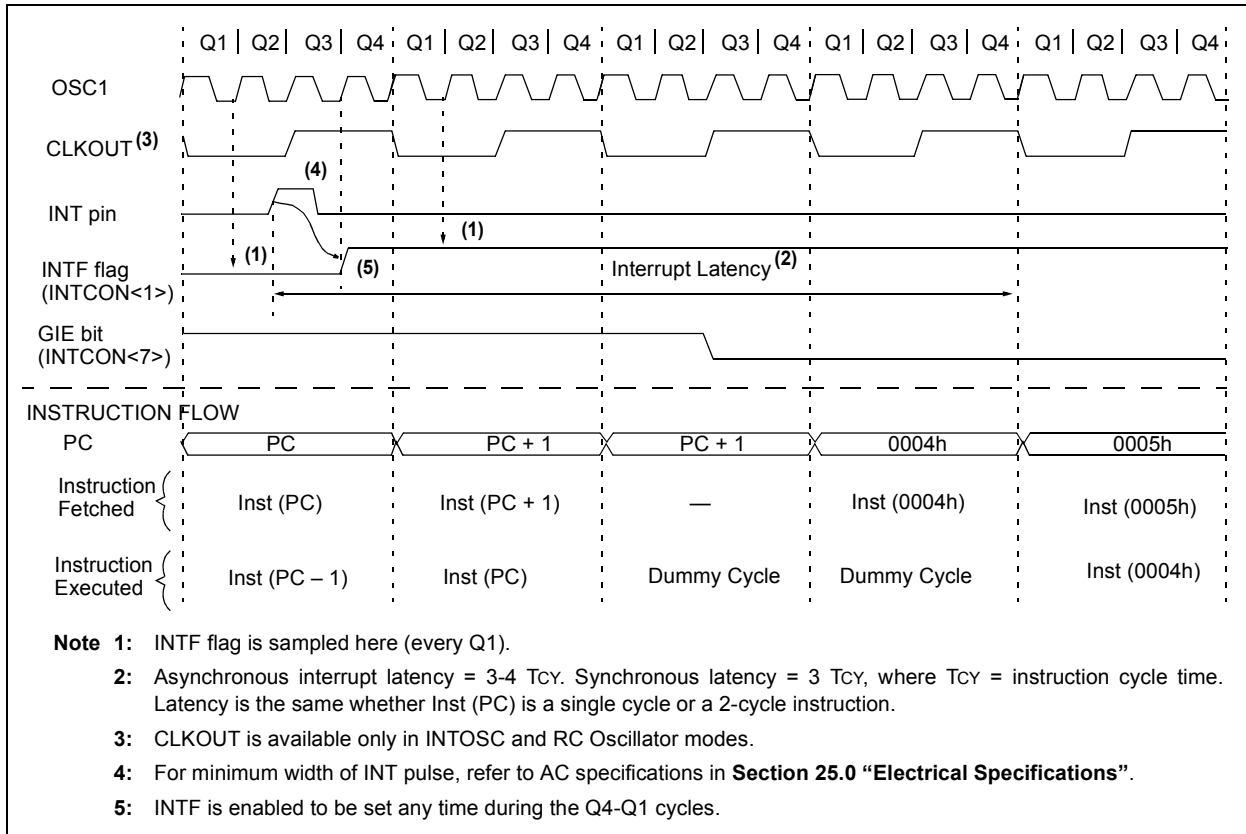 Q1 Q2 Q3 Q4 Q1 Q2 Q3 Q4 Q1 Q2 Q3 Q4 Q1 Q2 Q3 Q4 Q1 Q2 Q3 Q4
OSC1
CLKOUT (3)
(4)
INT pin
(1)
(1)
(5)
INTF flag
(INTCON<1>)
Interrupt Latency (2)
GIE bit
(INTCON<7>)
INSTRUCTION FLOW
PC PC PC + 1 PC + 1 0004h 0005h
Instruction
Fetched
Inst (PC) Inst (PC + 1) — Inst (0004h) Inst (0005h)
Instruction
Executed
Inst (PC – 1) Inst (PC) Dummy Cycle Dummy Cycle Inst (0004h)
Note 1: INTF flag is sampled here (every Q1).
2: Asynchronous interrupt latency = 3-4 TCY. Synchronous latency = 3 TCY, where TCY = instruction cycle time.
Latency is the same whether Inst (PC) is a single cycle or a 2-cycle instruction.
3: CLKOUT is available only in INTOSC and RC Oscillator modes.
4: For minimum width of INT pulse, refer to AC specifications in Section 25.0 “Electrical Specifications”.
5: INTF is enabled to be set any time during the Q4-Q1 cycles.